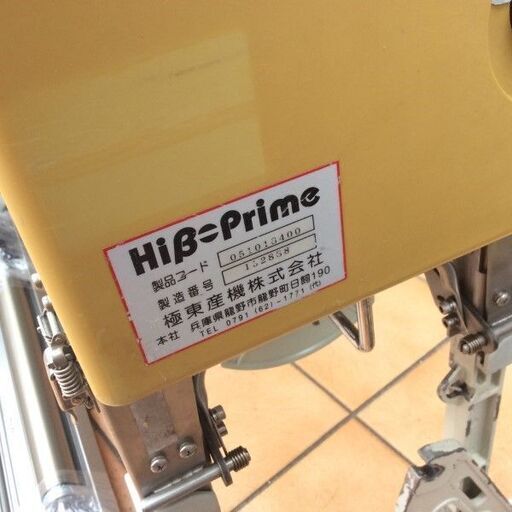 HiβｰPrime
製品コード 051013400
製造番号 152858
極東産機株式会社
本社 兵庫県龍野市龍野町日飼190
TEL 0791 (62)-1771 (代)